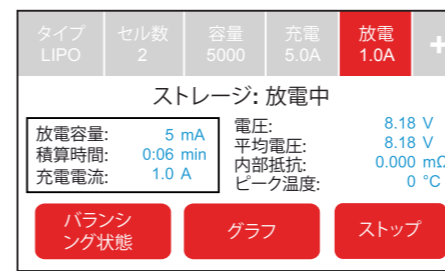 タイプ セル数 容量 充電 放電 +
LIPO 2 5000 5.0A 1.0A
ストレージ: 放電中
放電容量: 5 mA
積算時間: 0:06 min
充電電流: 1.0 A
電圧: 8.18 V
平均電圧: 8.18 V
内部抵抗: 0.000 mΩ
ピーク温度: 0 °C
バランシ
ング状態
グラフ
ストップ